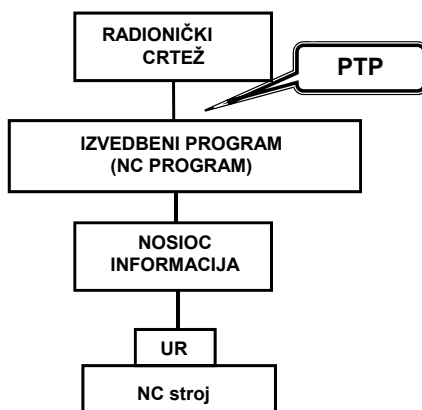 RADIONIČKI
CRTEŽ
PTP
IZVEDBENI PROGRAM
(NC PROGRAM)
NOSIOC
INFORMACIJA
UR
NC stroj